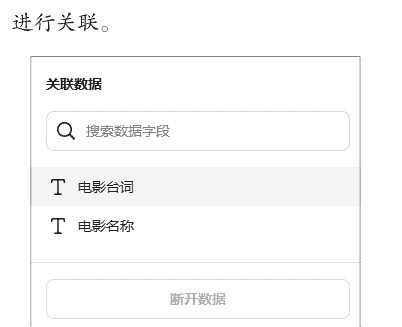 进行关联。
关联数据
搜索数据字段
电影台词
电影名称
断开数据